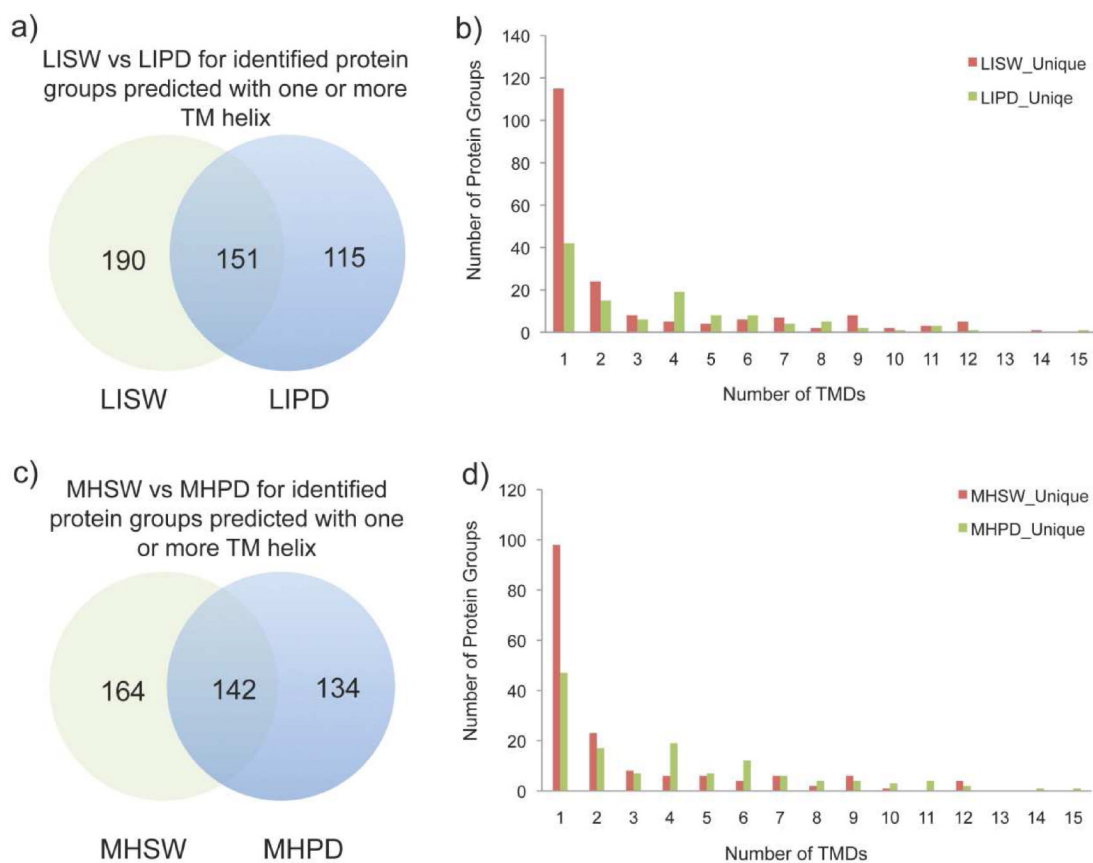 a)
LISW vs LIPD for identified protein
groups predicted with one or more
TM helix
190
151
115
LISW
LIPD
b)
140
120
100
80
60
40
20
0
Number of Protein Groups
LISW_Unique
LIPD_Uniqe
1 2 3 4 5 6 7 8 9 10 11 12 13 14 15
Number of TMDs
c)
MHSW vs MHPD for identified
protein groups predicted with one
or more TM helix
164
142
134
MHSW
MHPD
d)
120
100
80
60
40
20
0
Number of Protein Groups
MHSW_Unique
MHPD_Unique
1 2 3 4 5 6 7 8 9 10 11 12 13 14 15
Number of TMDs